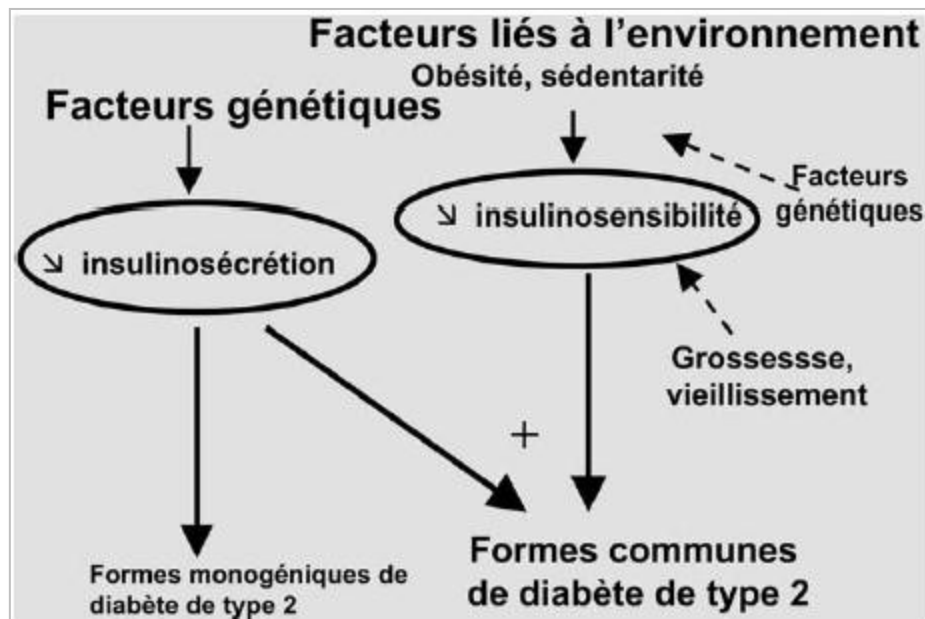 Facteurs liés à l'environnement
Obésité, sédentarité
Facteurs génétiques
Facteurs
génétiques
↘ insulinosensibilité
↘ insulinosécrétion
Grossessse,
vieillissement
+
Formes communes
de diabète de type 2
Formes monogéniques de
diabète de type 2